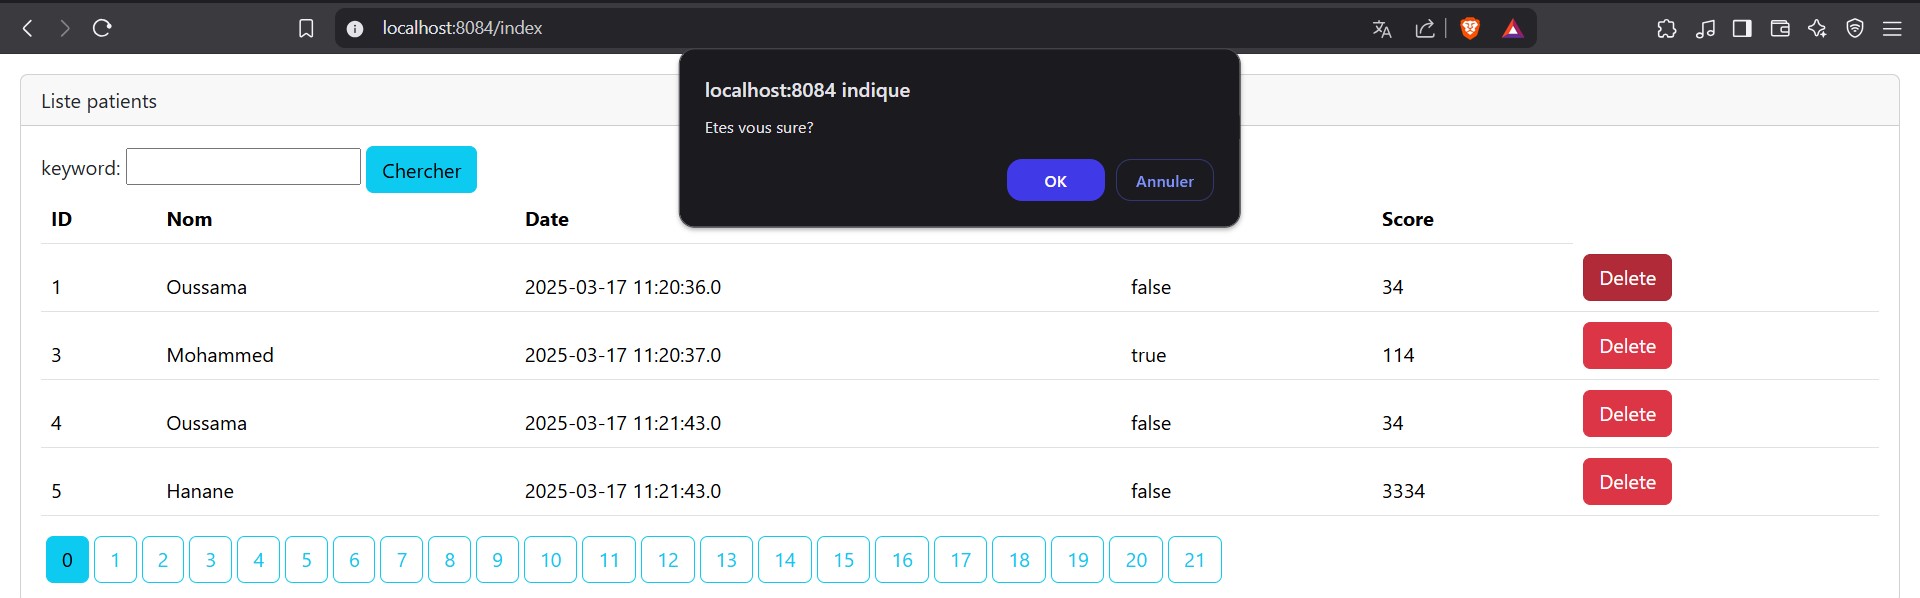 localhost:8084/index
localhost:8084 indique
Etes vous sure?
OK Annuler
Liste patients
keyword: Chercher
ID Nom Date Score
1 Oussama 2025-03-17 11:20:36.0 false 34 Delete
3 Mohammed 2025-03-17 11:20:37.0 true 114 Delete
4 Oussama 2025-03-17 11:21:43.0 false 34 Delete
5 Hanane 2025-03-17 11:21:43.0 false 3334 Delete
0 1 2 3 4 5 6 7 8 9 10 11 12 13 14 15 16 17 18 19 20 21